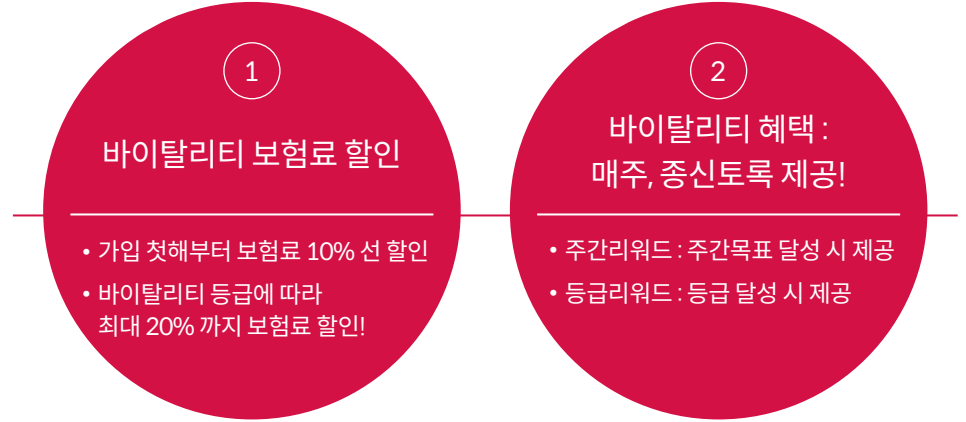 1
바이탈리티 보험료 할인
• 가입 첫해부터 보험료 10% 선 할인
• 바이탈리티 등급에 따라
최대 20% 까지 보험료 할인!
2
바이탈리티 혜택 :
매주, 종신토록 제공!
• 주간리워드 : 주간목표 달성 시 제공
• 등급리워드 : 등급 달성 시 제공